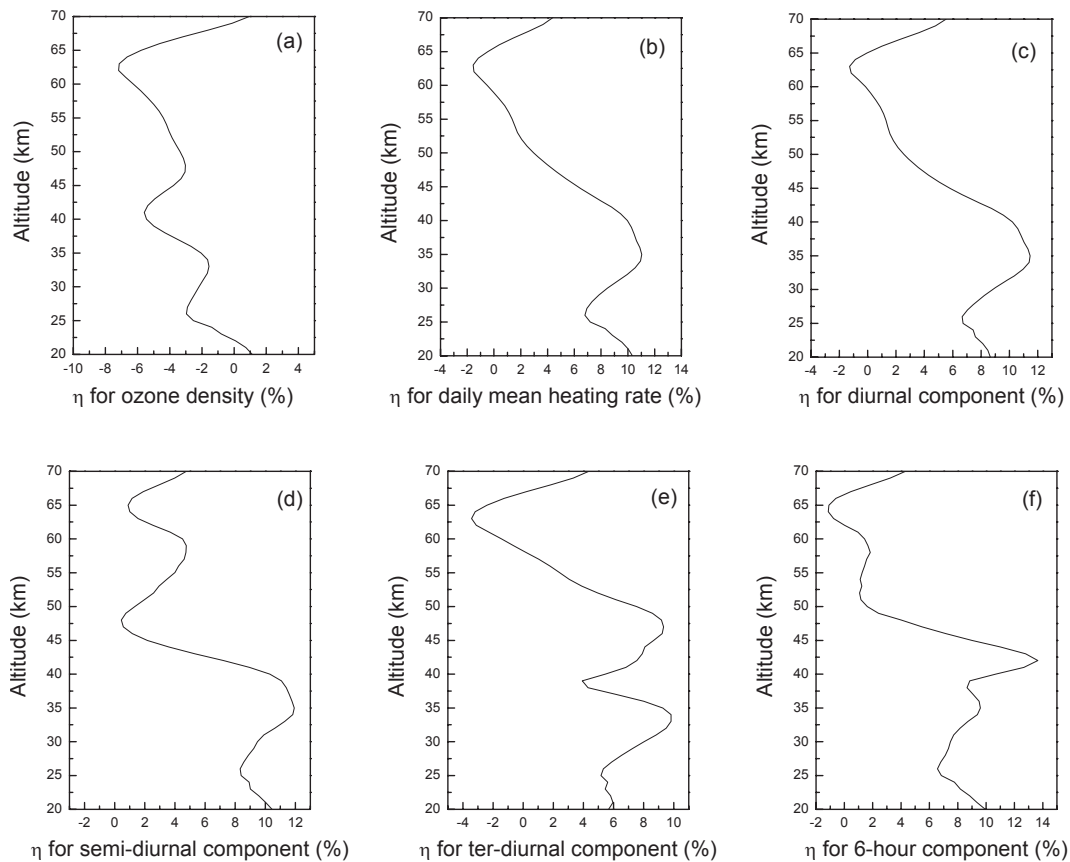 (a)
Altitude (km)
70
65
60
55
50
45
40
35
30
25
20
-10 -8 -6 -4 -2 0 2 4
η for ozone density (%)
(b)
Altitude (km)
70
65
60
55
50
45
40
35
30
25
20
-4 -2 0 2 4 6 8 10 12 14
η for daily mean heating rate (%)
(c)
Altitude (km)
70
65
60
55
50
45
40
35
30
25
20
-4 -2 0 2 4 6 8 10 12
η for diurnal component (%)
(d)
Altitude (km)
70
65
60
55
50
45
40
35
30
25
20
-2 0 2 4 6 8 10 12
η for semi-diurnal component (%)
(e)
Altitude (km)
70
65
60
55
50
45
40
35
30
25
20
-4 -2 0 2 4 6 8 10
η for ter-diurnal component (%)
(f)
Altitude (km)
70
65
60
55
50
45
40
35
30
25
20
-2 0 2 4 6 8 10 12 14
η for 6-hour component (%)